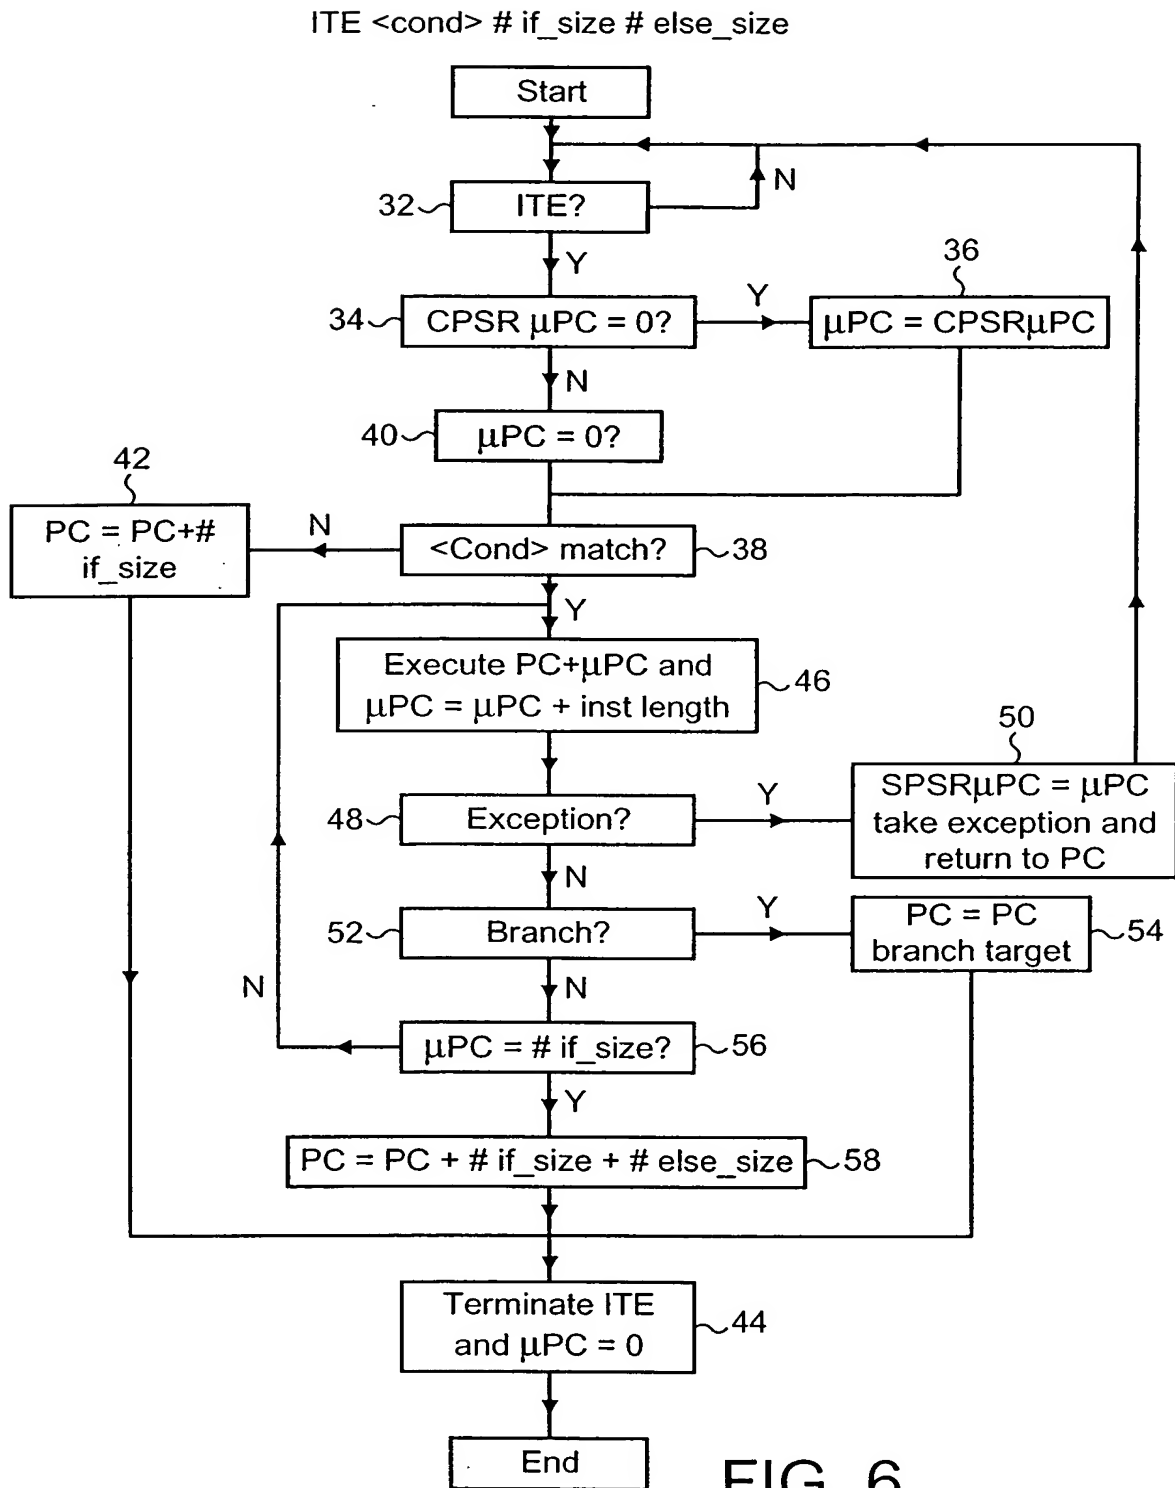 ITE <cond> # if_size # else_size
Start
N
32
ITE?
Y
36
34
CPSR μPC = 0?
Y
μPC = CPSRμPC
N
40
μPC = 0?
42
PC = PC+#
if_size
N
<Cond> match?
38
Y
Execute PC+μPC and
μPC = μPC + inst length
46
50
SPSRμPC = μPC
take exception and
return to PC
48
Exception?
Y
N
52
Branch?
Y
PC = PC
branch target
54
N
N
μPC = # if_size?
56
Y
PC = PC + # if_size + # else_size
58
Terminate ITE
and μPC = 0
44
End
FIG. 6